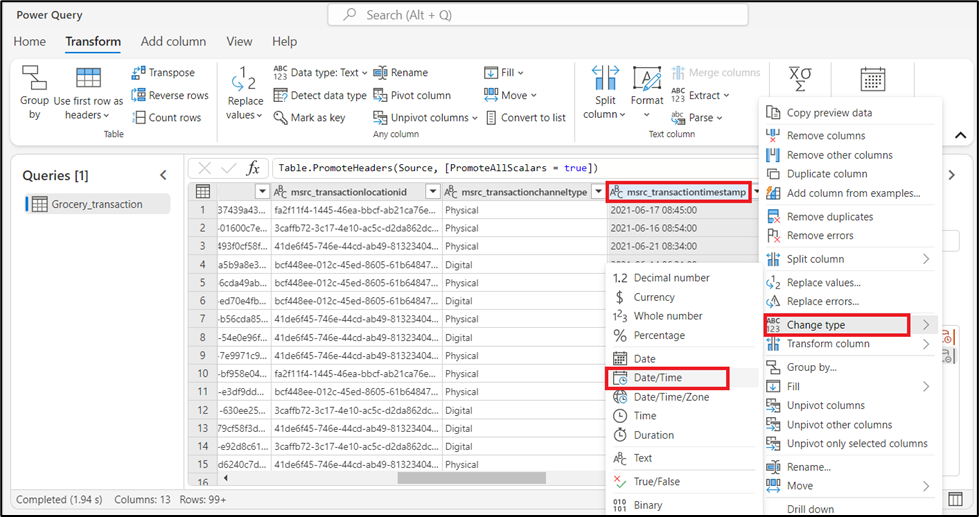 Power Query
Search (Alt + Q)
Home Transform Add column View Help
Group by
Use first row as headers
Transpose
Reverse rows
Count rows
Table
Replace values
Data type: Text
Detect data type
Mark as key
Rename
Pivot column
Unpivot columns
Fill
Move
Convert to list
Any column
Split column
Format
Merge columns
Extract
Parse
Text column
Queries [1]
Grocery_transaction
Table.PromoteHeaders(Source, [PromoteAllScalars = true])
msrc_transactionlocationid msrc_transactionchanneltype msrc_transactiontimestamp
1 37439a43... fa2f11f4-1445-46ea-bbcf-ab21ca76e... Physical 2021-06-17 08:45:00
2 -01600c7e... 3caffb72-3c17-4e10-ac5c-d2da862dc... Physical 2021-06-16 08:54:00
3 493f0cf58f... 41de6f45-746e-44cd-ab49-81323404... Physical 2021-06-21 08:34:00
4 a5b9a8e3... bcf448ee-012c-45ed-8605-61b64847... Digital
5 6cda49ab... bcf448ee-012c-45ed-8605-61b64847... Physical
6 -ed70e4fb... bcf448ee-012c-45ed-8605-61b64847... Digital
7 -b56cda85... 41de6f45-746e-44cd-ab49-81323404... Physical
8 -54e0e96f... 41de6f45-746e-44cd-ab49-81323404... Digital
9 -7e9971c9... 41de6f45-746e-44cd-ab49-81323404... Physical
10 -bf958e04... fa2f11f4-1445-46ea-bbcf-ab21ca76e... Physical
11 -e3df9dd... bcf448ee-012c-45ed-8605-61b64847... Physical
12 -630ee25... 3caffb72-3c17-4e10-ac5c-d2da862dc... Digital
13 79cf58f3d... 41de6f45-746e-44cd-ab49-81323404... Digital
14 -e92d8c61... 3caffb72-3c17-4e10-ac5c-d2da862dc... Digital
15 d6240c7d... 41de6f45-746e-44cd-ab49-81323404... Physical
16
1.2 Decimal number
$ Currency
1²3 Whole number
% Percentage
Date
Date/Time
Date/Time/Zone
Time
Duration
Text
True/False
Binary
Copy preview data
Remove columns
Remove other columns
Duplicate column
Add column from examples...
Remove duplicates
Remove errors
Split column
Replace values...
Replace errors...
Change type
Transform column
Group by...
Fill
Unpivot columns
Unpivot other columns
Unpivot only selected columns
Rename...
Move
Drill down
Completed (1.94 s) Columns: 13 Rows: 99+